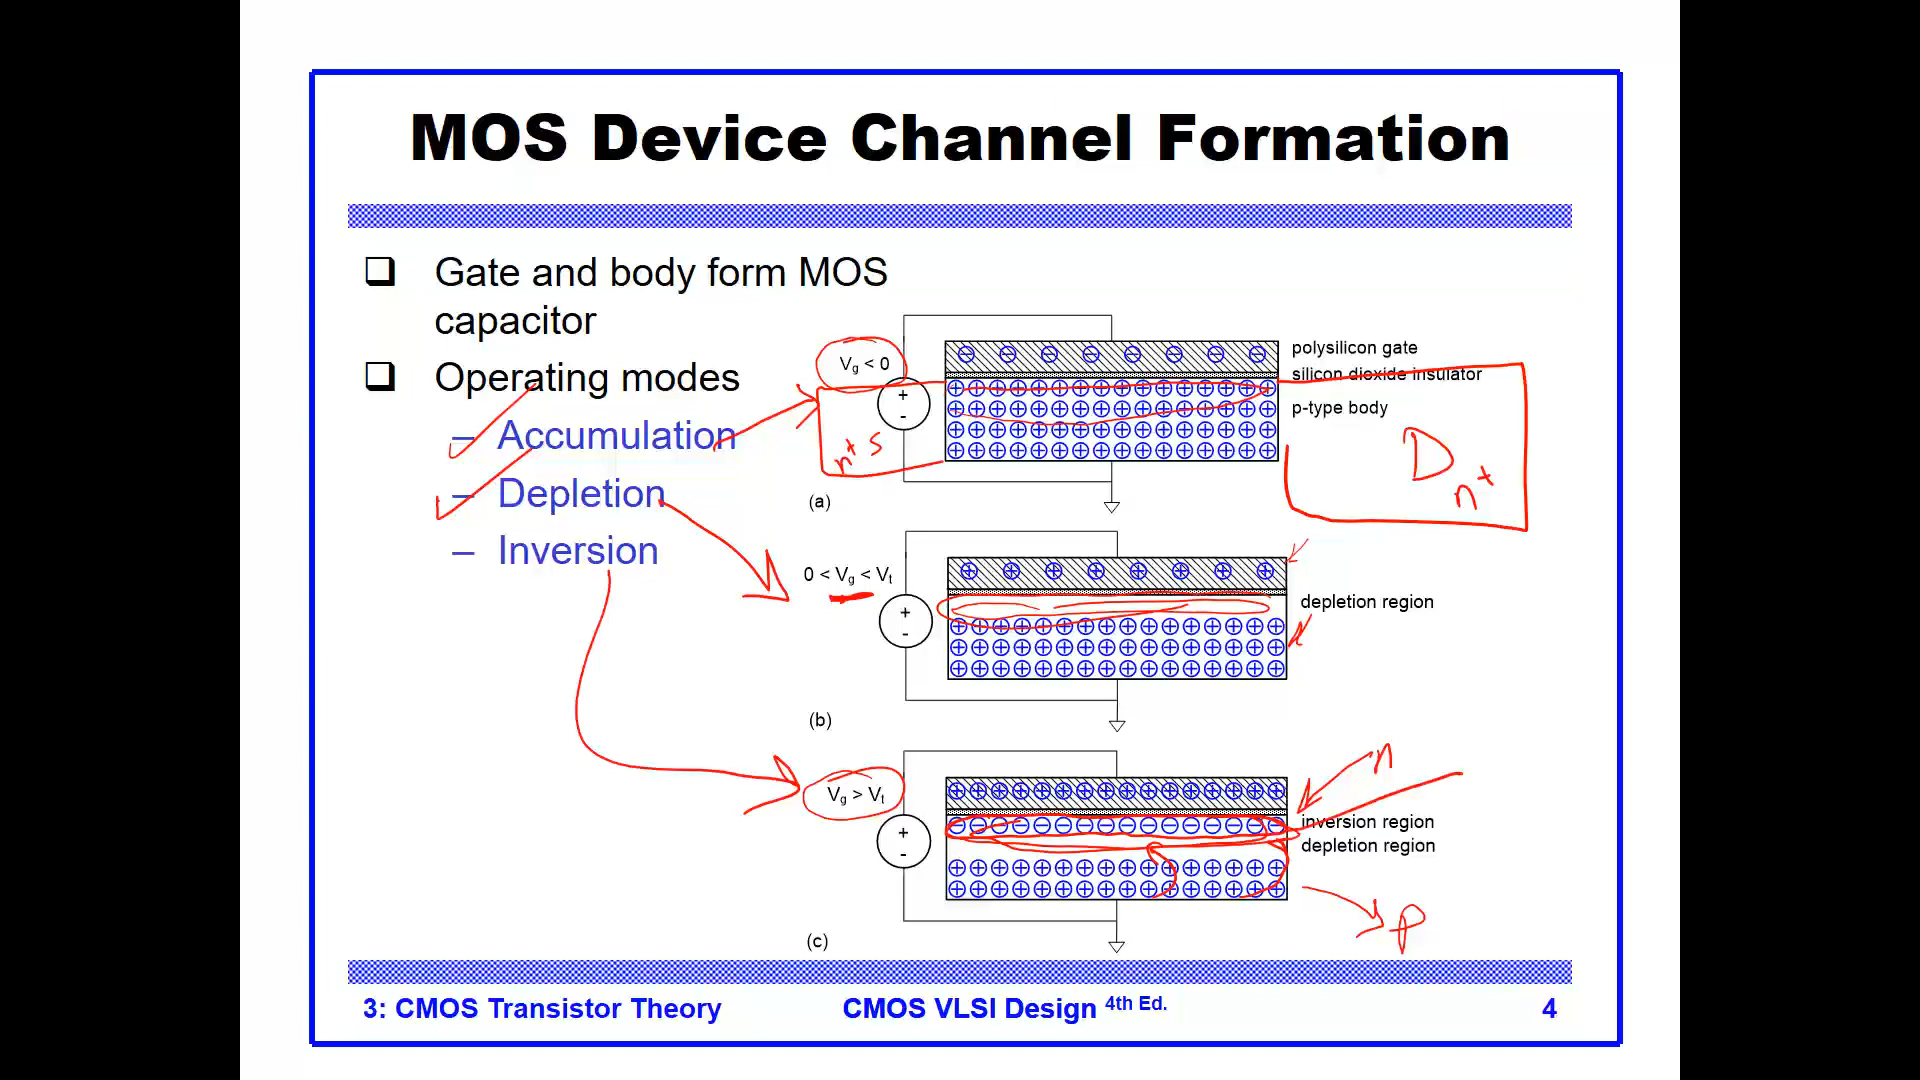 MOS Device Channel Formation
❑ Gate and body form MOS
capacitor
❑ Operating modes
– Accumulation
– Depletion
– Inversion
Vg < 0
+
-
polysilicon gate
silicon dioxide insulator
p-type body
n+ S
D
n+
(a)
0 < Vg < Vt
+
-
depletion region
(b)
n
Vg > Vt
+
-
inversion region
depletion region
p
(c)
3: CMOS Transistor Theory
CMOS VLSI Design 4th Ed.
4